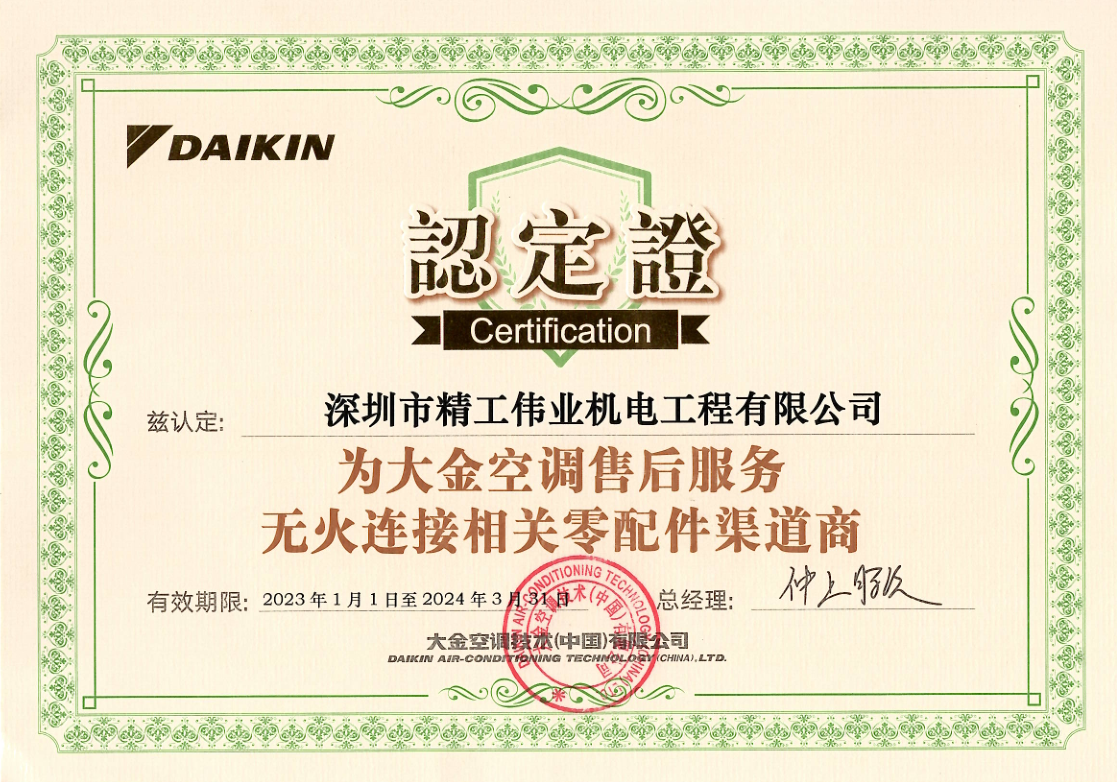 DAIKIN
認定證
Certification
兹认定: 深圳市精工伟业机电工程有限公司
为大金空调售后服务
无火连接相关零配件渠道商
有效期限: 2023年1月1日至2024年3月31日 总经理:
大金空调技术(中国)有限公司
DAIKIN AIR-CONDITIONING TECHNOLOGY (CHINA),LTD.